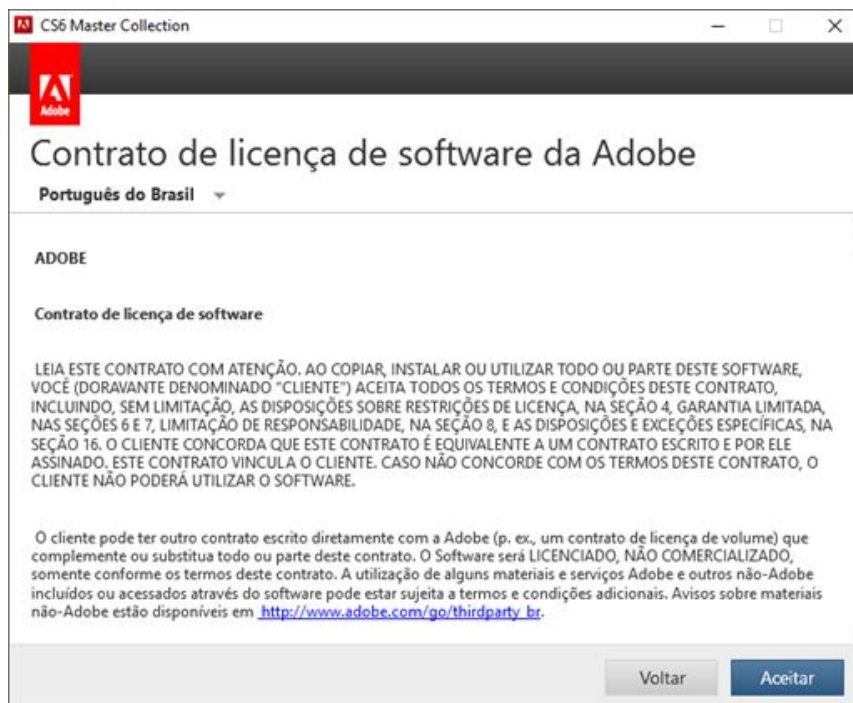 CS6 Master Collection
Adobe
Contrato de licença de software da Adobe
Português do Brasil
ADOBE
Contrato de licença de software
LEIA ESTE CONTRATO COM ATENÇÃO. AO COPIAR, INSTALAR OU UTILIZAR TODO OU PARTE DESTE SOFTWARE,
VOCÊ (DORAVANTE DENOMINADO "CLIENTE") ACEITA TODOS OS TERMOS E CONDIÇÕES DESTE CONTRATO,
INCLUINDO, SEM LIMITAÇÃO, AS DISPOSIÇÕES SOBRE RESTRIÇÕES DE LICENÇA, NA SEÇÃO 4, GARANTIA LIMITADA,
NAS SEÇÕES 6 E 7, LIMITAÇÃO DE RESPONSABILIDADE, NA SEÇÃO 8, E AS DISPOSIÇÕES E EXCEÇÕES ESPECÍFICAS, NA
SEÇÃO 16. O CLIENTE CONCORDA QUE ESTE CONTRATO É EQUIVALENTE A UM CONTRATO ESCRITO E POR ELE
ASSINADO. ESTE CONTRATO VINCULA O CLIENTE. CASO NÃO CONCORDE COM OS TERMOS DESTE CONTRATO, O
CLIENTE NÃO PODERÁ UTILIZAR O SOFTWARE.
O cliente pode ter outro contrato escrito diretamente com a Adobe (p. ex., um contrato de licença de volume) que
complemente ou substitua todo ou parte deste contrato. O Software será LICENCIADO, NÃO COMERCIALIZADO,
somente conforme os termos deste contrato. A utilização de alguns materiais e serviços Adobe e outros não-Adobe
incluídos ou acessados através do software pode estar sujeita a termos e condições adicionais. Avisos sobre materiais
não-Adobe estão disponíveis em http://www.adobe.com/go/thirdparty_br.
Voltar
Aceitar